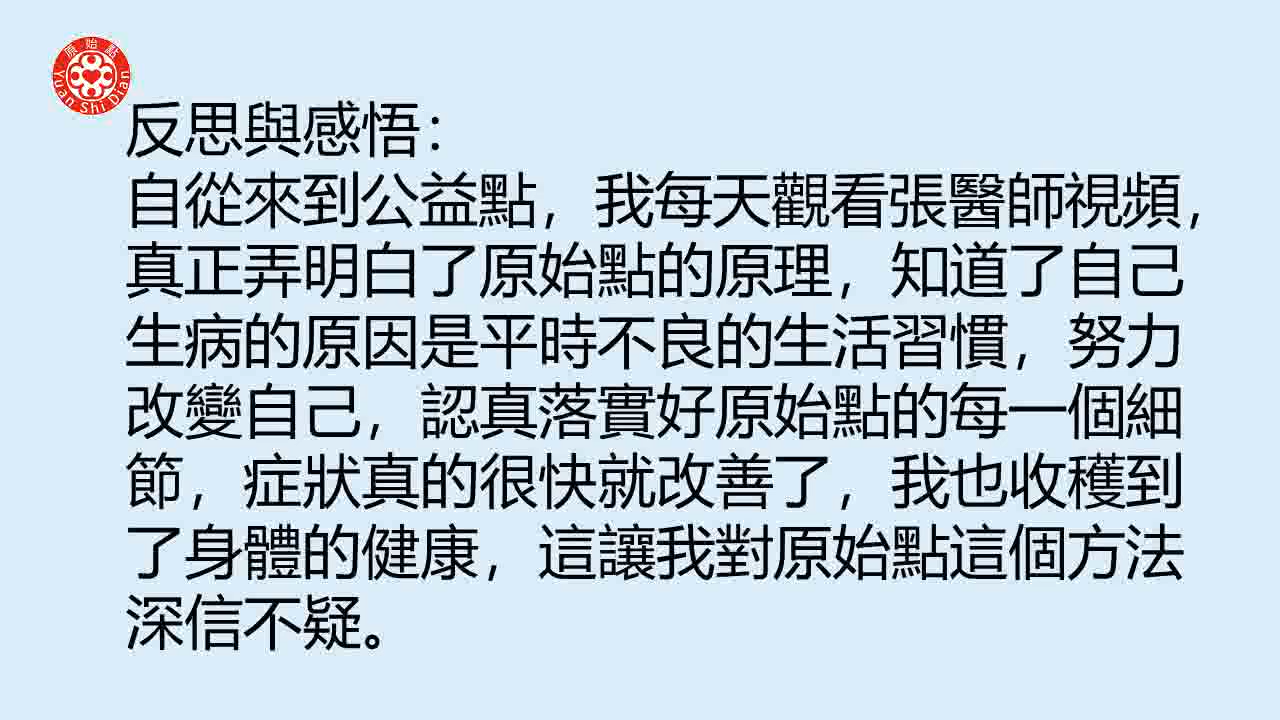 原始點
Yuan Shi Dian
反思與感悟：
自從來到公益點，我每天觀看張醫師視頻，
真正弄明白了原始點的原理，知道了自己
生病的原因是平時不良的生活習慣，努力
改變自己，認真落實好原始點的每一個細
節，症狀真的很快就改善了，我也收穫到
了身體的健康，這讓我對原始點這個方法
深信不疑。